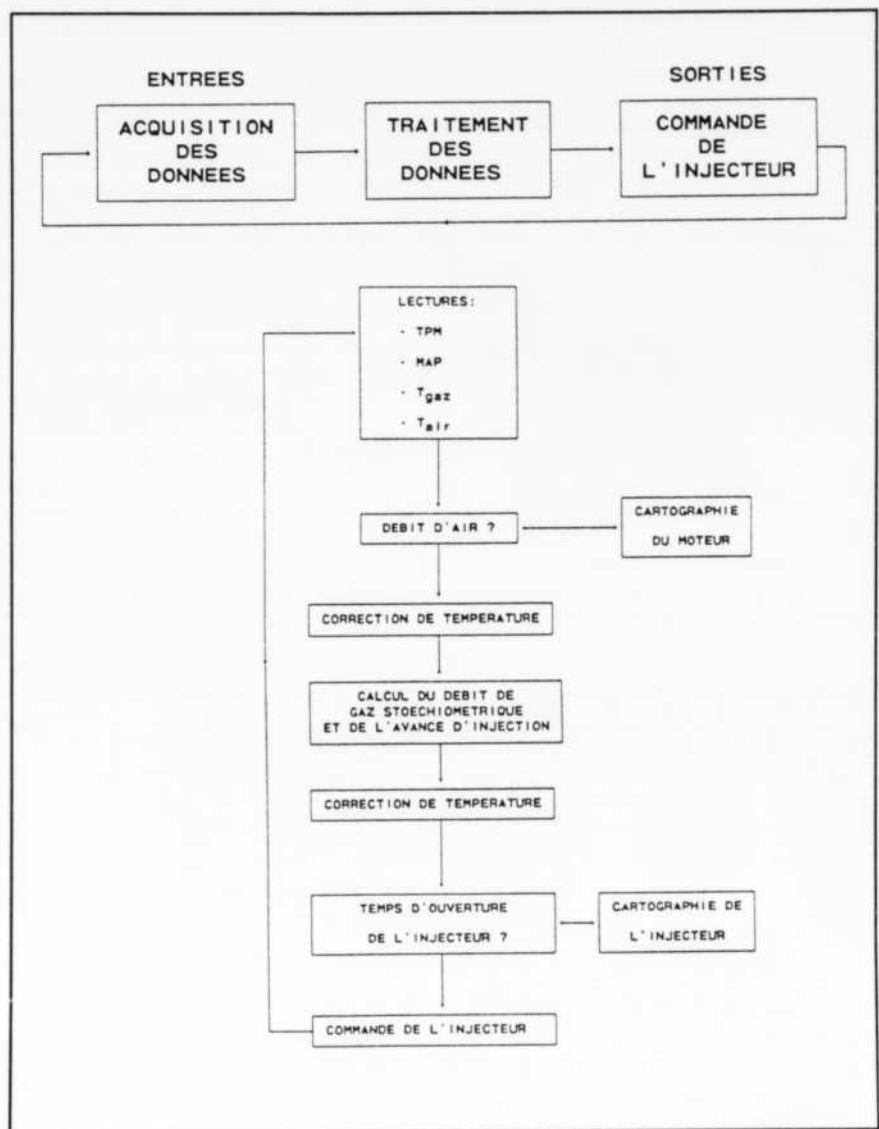 ENTREES
SORTIES
ACQUISITION
DES
DONNEES
TRAITEMENT
DES
DONNEES
COMMANDE
DE
L'INJECTEUR
LECTURES:
- TPM
- MAP
- Tgaz
- Tair
DEBIT D'AIR ?
CARTOGRAPHIE
DU MOTEUR
CORRECTION DE TEMPERATURE
CALCUL DU DEBIT DE
GAZ STOECHIOMETRIQUE
ET DE L'AVANCE D'INJECTION
CORRECTION DE TEMPERATURE
TEMPS D'OUVERTURE
DE L'INJECTEUR ?
CARTOGRAPHIE DE
L'INJECTEUR
COMMANDE DE L'INJECTEUR